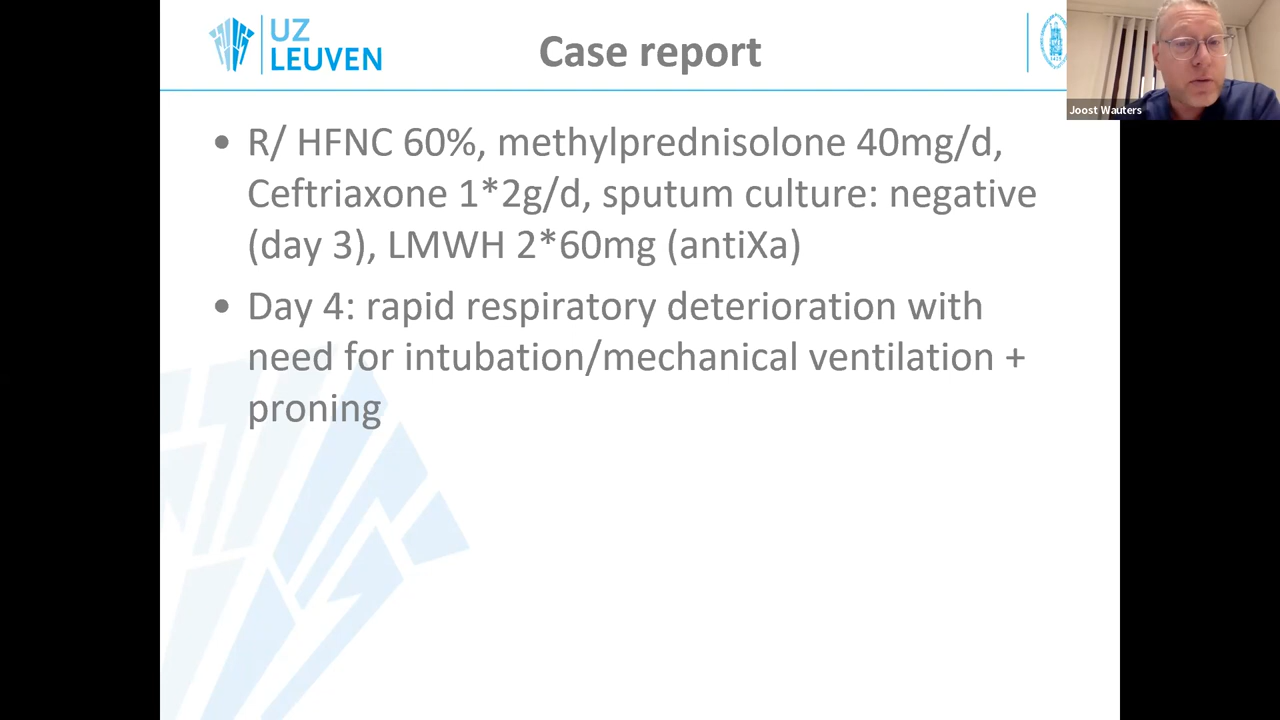 UZ
LEUVEN
Case report
Joost Wauters
• R/ HFNC 60%, methylprednisolone 40mg/d,
Ceftriaxone 1*2g/d, sputum culture: negative
(day 3), LMWH 2*60mg (antiXa)
• Day 4: rapid respiratory deterioration with
need for intubation/mechanical ventilation +
proning